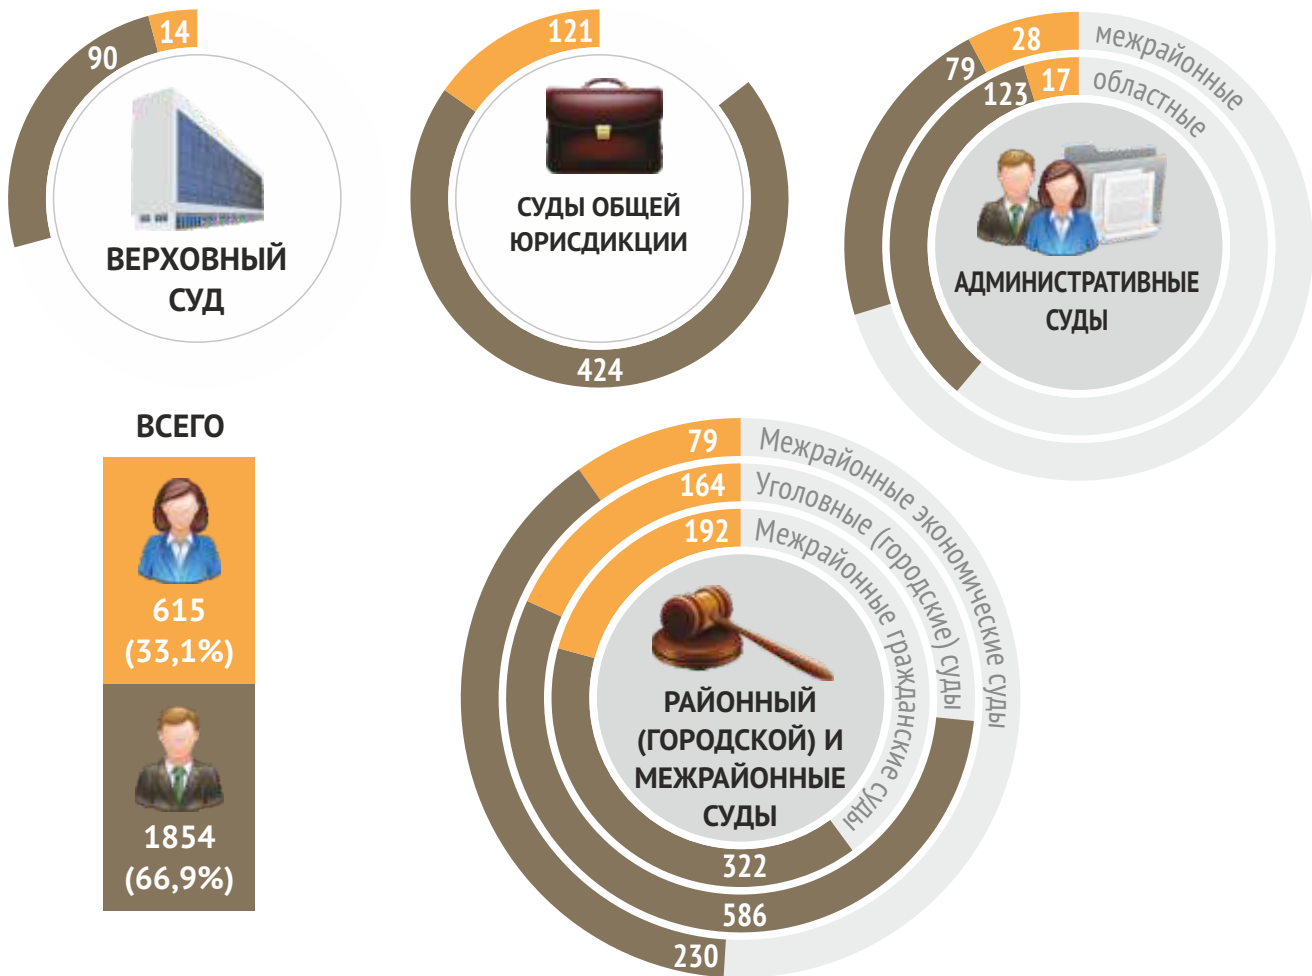 14
90
ВЕРХОВНЫЙ
СУД
121
СУДЫ ОБЩЕЙ
ЮРИСДИКЦИИ
424
28
межрайонные
79
17
областные
123
АДМИНИСТРАТИВНЫЕ
СУДЫ
ВСЕГО
615
(33,1%)
1854
(66,9%)
79
Межрайонные экономические суды
164
Уголовные (городские) суды
192
Межрайонные гражданские суды
РАЙОННЫЙ
(ГОРОДСКОЙ) И
МЕЖРАЙОННЫЕ
СУДЫ
322
586
230